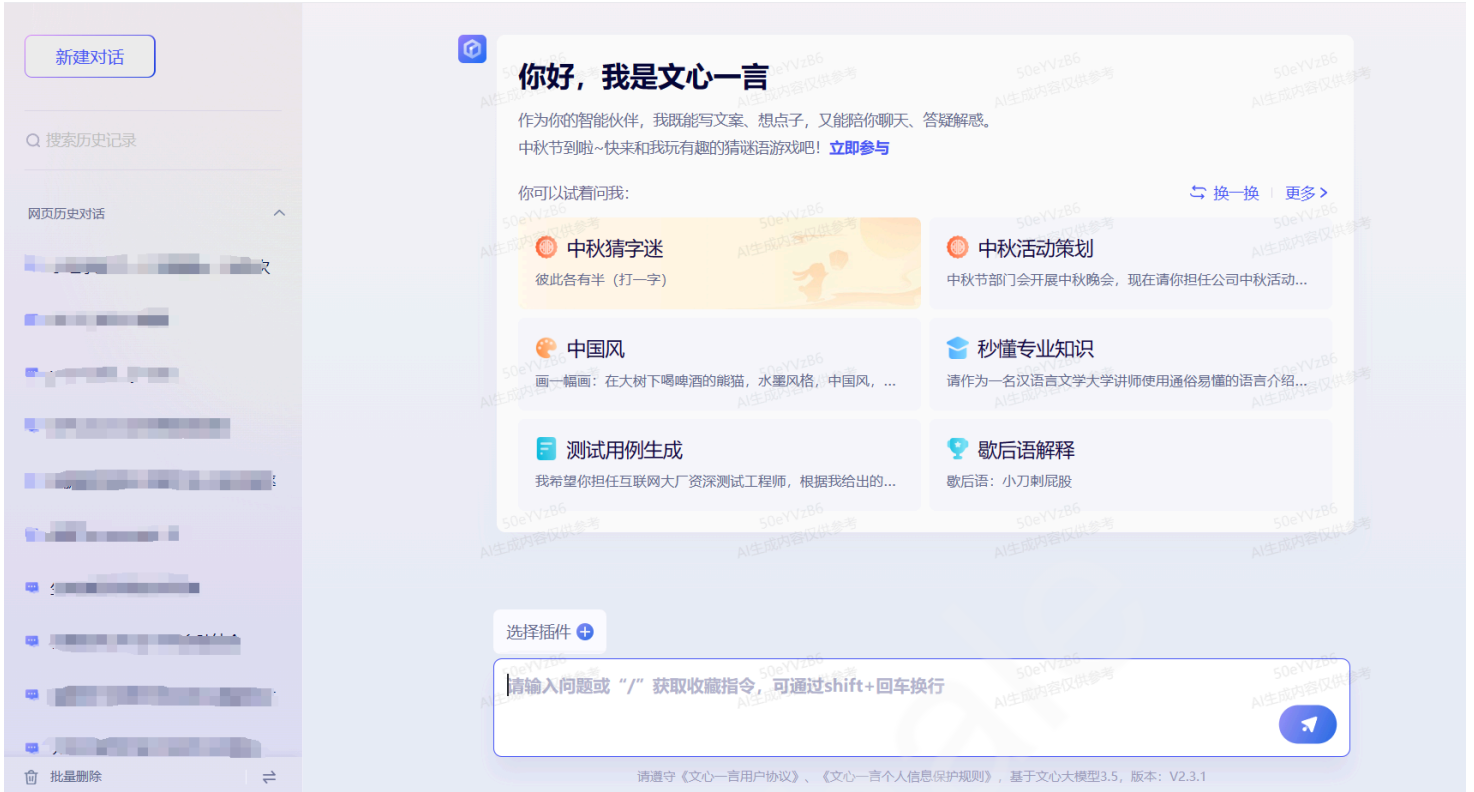 新建对话
搜索历史记录
网页历史对话
批量删除
你好，我是文心一言
作为你的智能伙伴，我既能写文案、想点子，又能陪你聊天、答疑解惑。
中秋节到啦~快来和我玩有趣的猜谜语游戏吧！立即参与
你可以试着问我：
换一换 更多
中秋猜字迷
彼此各有半（打一字）
中秋活动策划
中秋节部门会开展中秋晚会，现在请你担任公司中秋活动...
中国风
画一幅画：在大树下喝啤酒的熊猫，水墨风格，中国风，...
秒懂专业知识
请作为一名汉语言文学大学讲师使用通俗易懂的语言介绍...
测试用例生成
我希望你担任互联网大厂资深测试工程师，根据我给出的...
歇后语解释
歇后语：小刀剌屁股
选择插件
请输入问题或“/”获取收藏指令，可通过shift+回车换行
请遵守《文心一言用户协议》、《文心一言个人信息保护规则》，基于文心大模型3.5，版本：V2.3.1
50eYVzB6
AI生成内容仅供参考